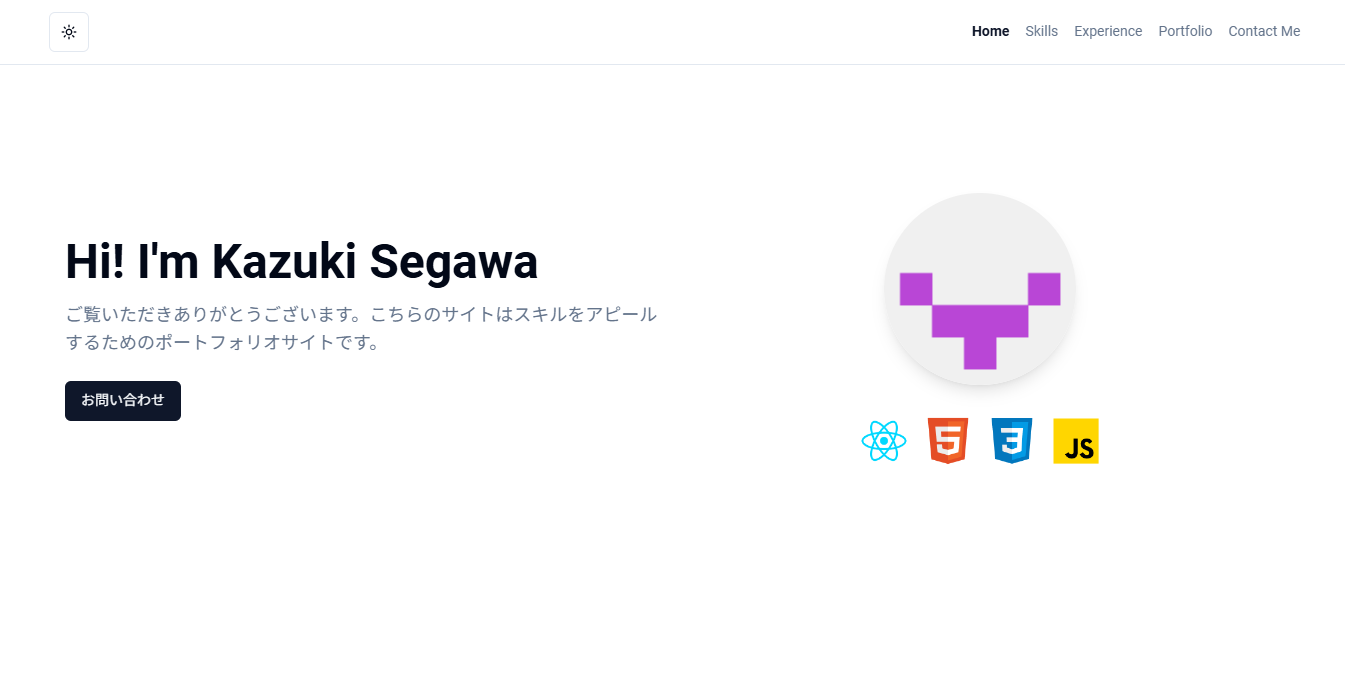 Home Skills Experience Portfolio Contact Me
Hi! I'm Kazuki Segawa
ご覧いただきありがとうございます。こちらのサイトはスキルをアピール
するためのポートフォリオサイトです。
お問い合わせ
5 3 JS